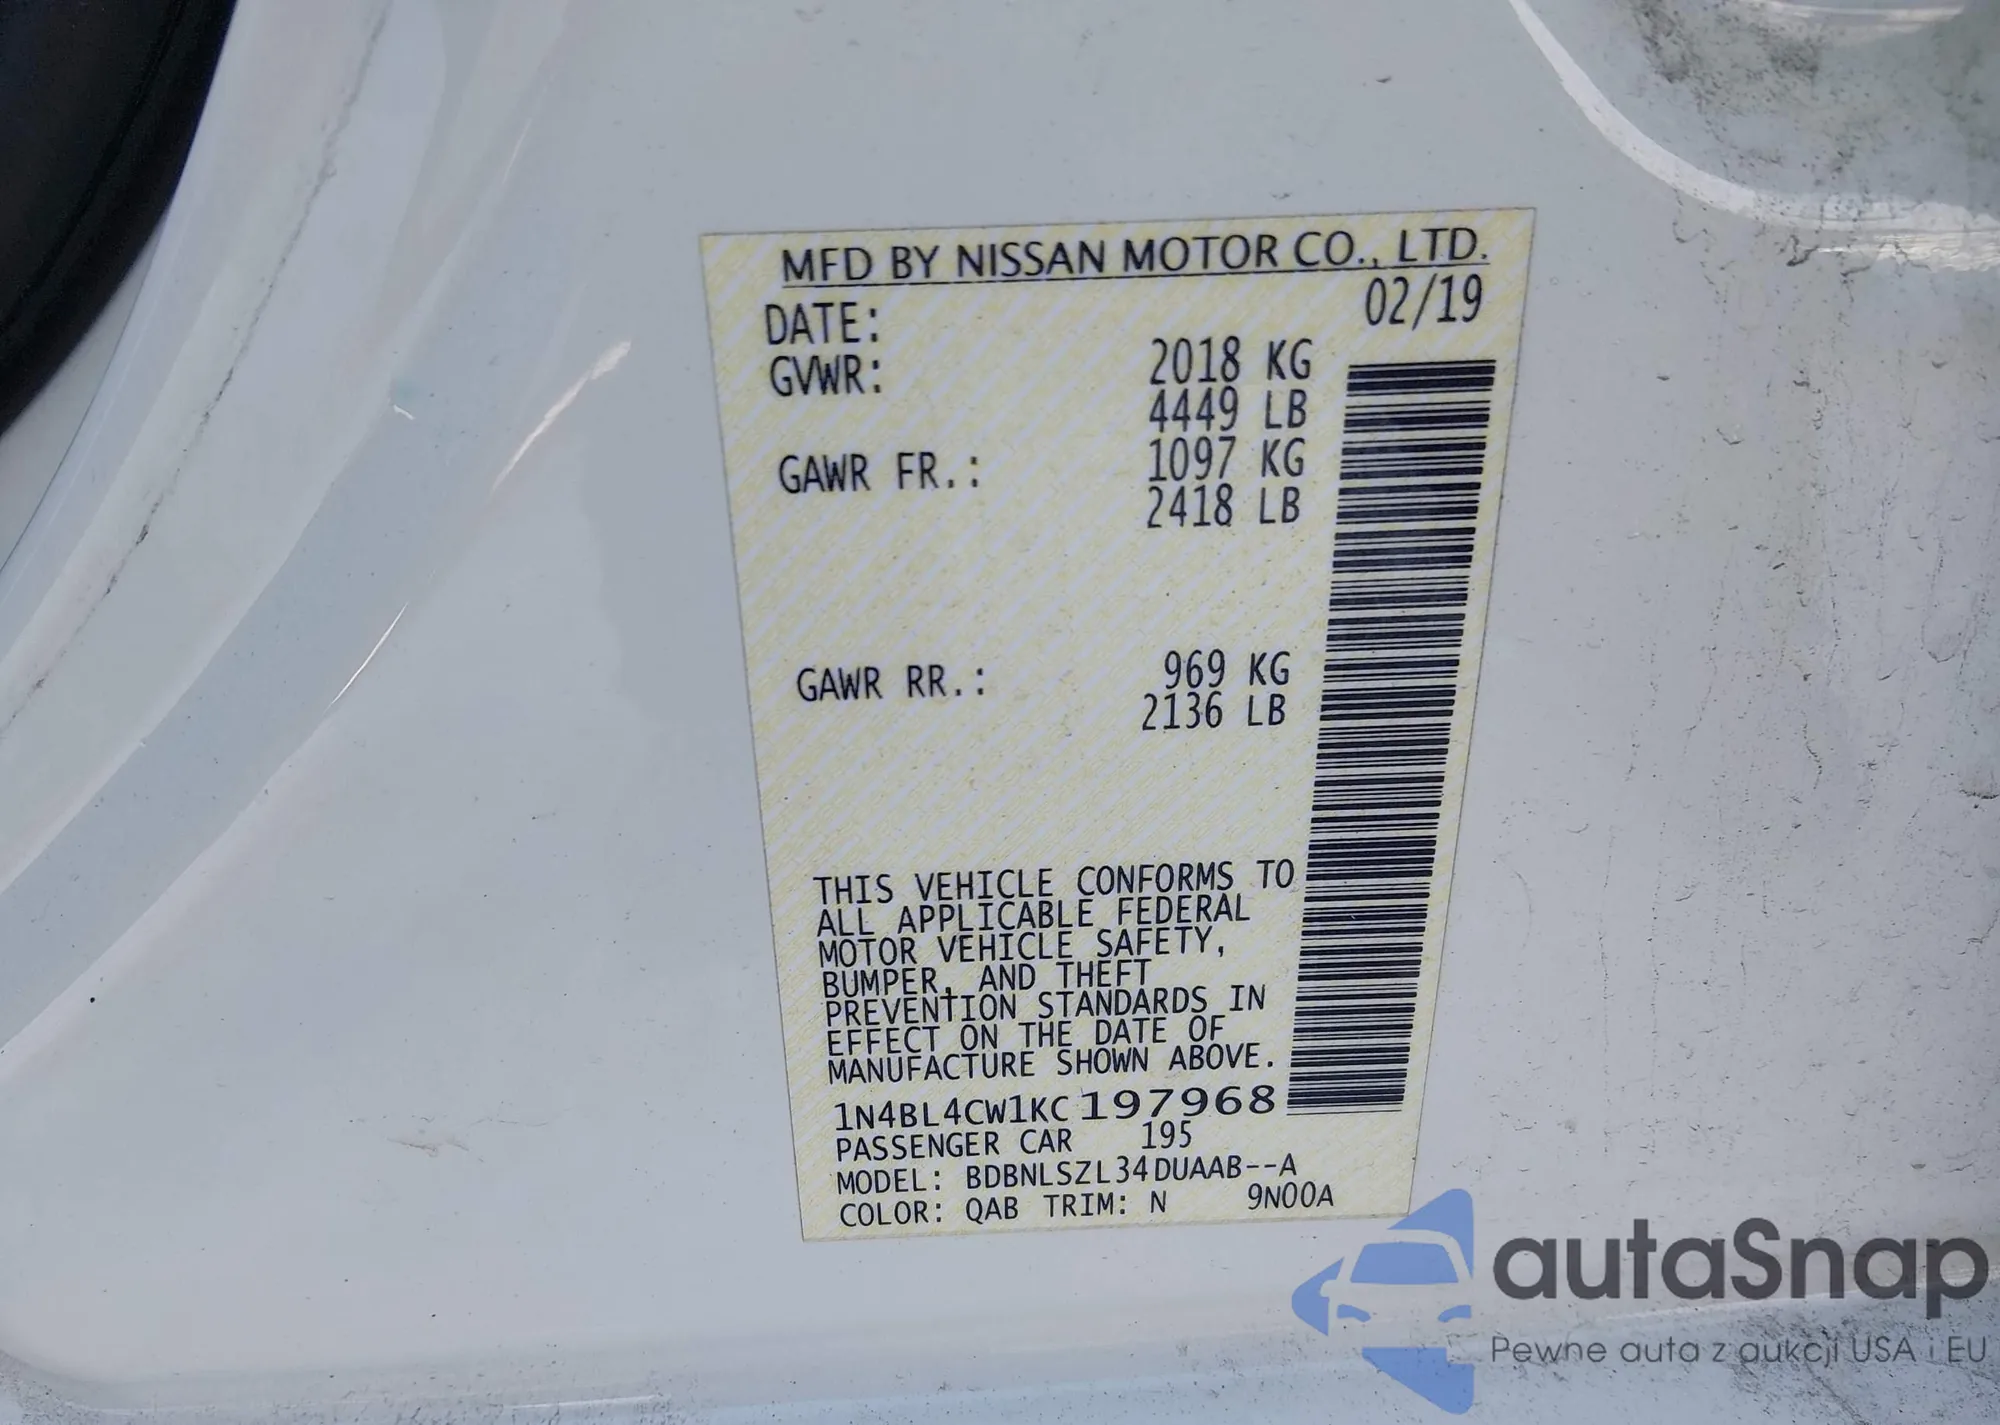 MFD BY NISSAN MOTOR CO., LTD.
DATE: 02/19
GVWR: 2018 KG
4449 LB
GAWR FR.: 1097 KG
2418 LB
GAWR RR.: 969 KG
2136 LB
THIS VEHICLE CONFORMS TO
ALL APPLICABLE FEDERAL
MOTOR VEHICLE SAFETY,
BUMPER, AND THEFT
PREVENTION STANDARDS IN
EFFECT ON THE DATE OF
MANUFACTURE SHOWN ABOVE.
1N4BL4CW1KC197968
PASSENGER CAR 195
MODEL: BDBNLSZL34DUAAB--A
COLOR: QAB TRIM: N 9N00A
autaSnap
Pewne auta z aukcji USA i EU